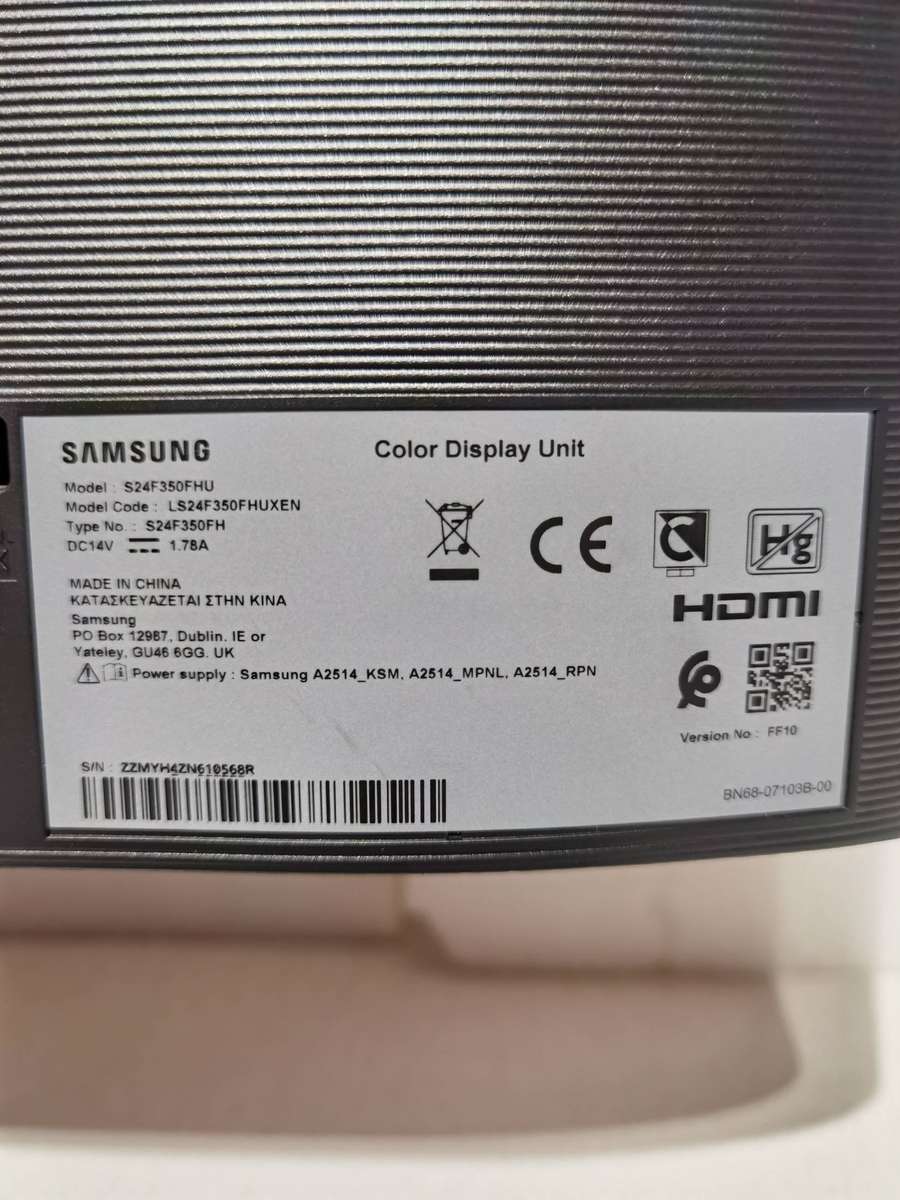 SAMSUNG
Color Display Unit
Model : S24F350FHU
Model Code : LS24F350FHUXEN
Type No. : S24F350FH
DC14V 1.78A
MADE IN CHINA
ΚΑΤΑΣΚΕΥΑΖΕΤΑΙ ΣΤΗΝ ΚΙΝΑ
Samsung
PO Box 12987, Dublin. IE or
Yateley, GU46 6GG. UK
Power supply : Samsung A2514_KSM, A2514_MPNL, A2514_RPN
CE
Hg
HDMI
Version No : FF10
S/N : ZZMYH4ZN610568R
BN68-07103B-00